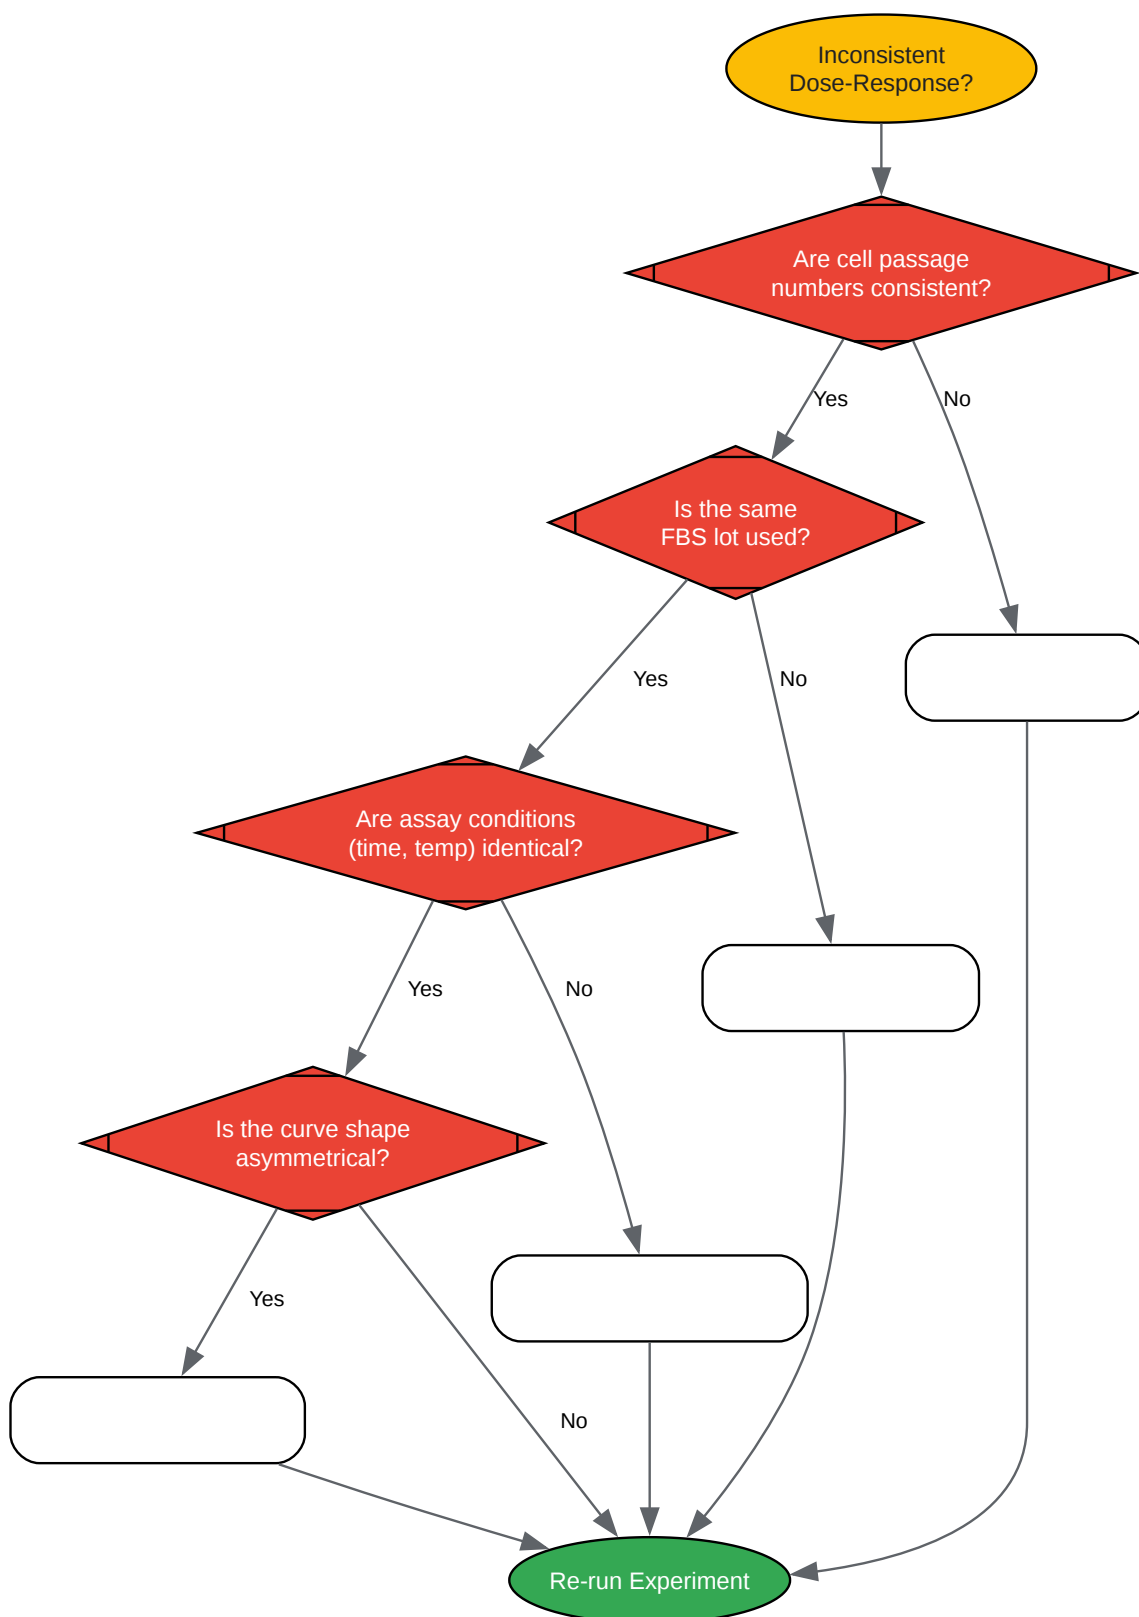 Inconsistent
Dose-Response?
Are cell passage
numbers consistent?
Yes
No
Is the same
FBS lot used?
Yes
No
Are assay conditions
(time, temp) identical?
Yes
No
Is the curve shape
asymmetrical?
Yes
No
Re-run Experiment